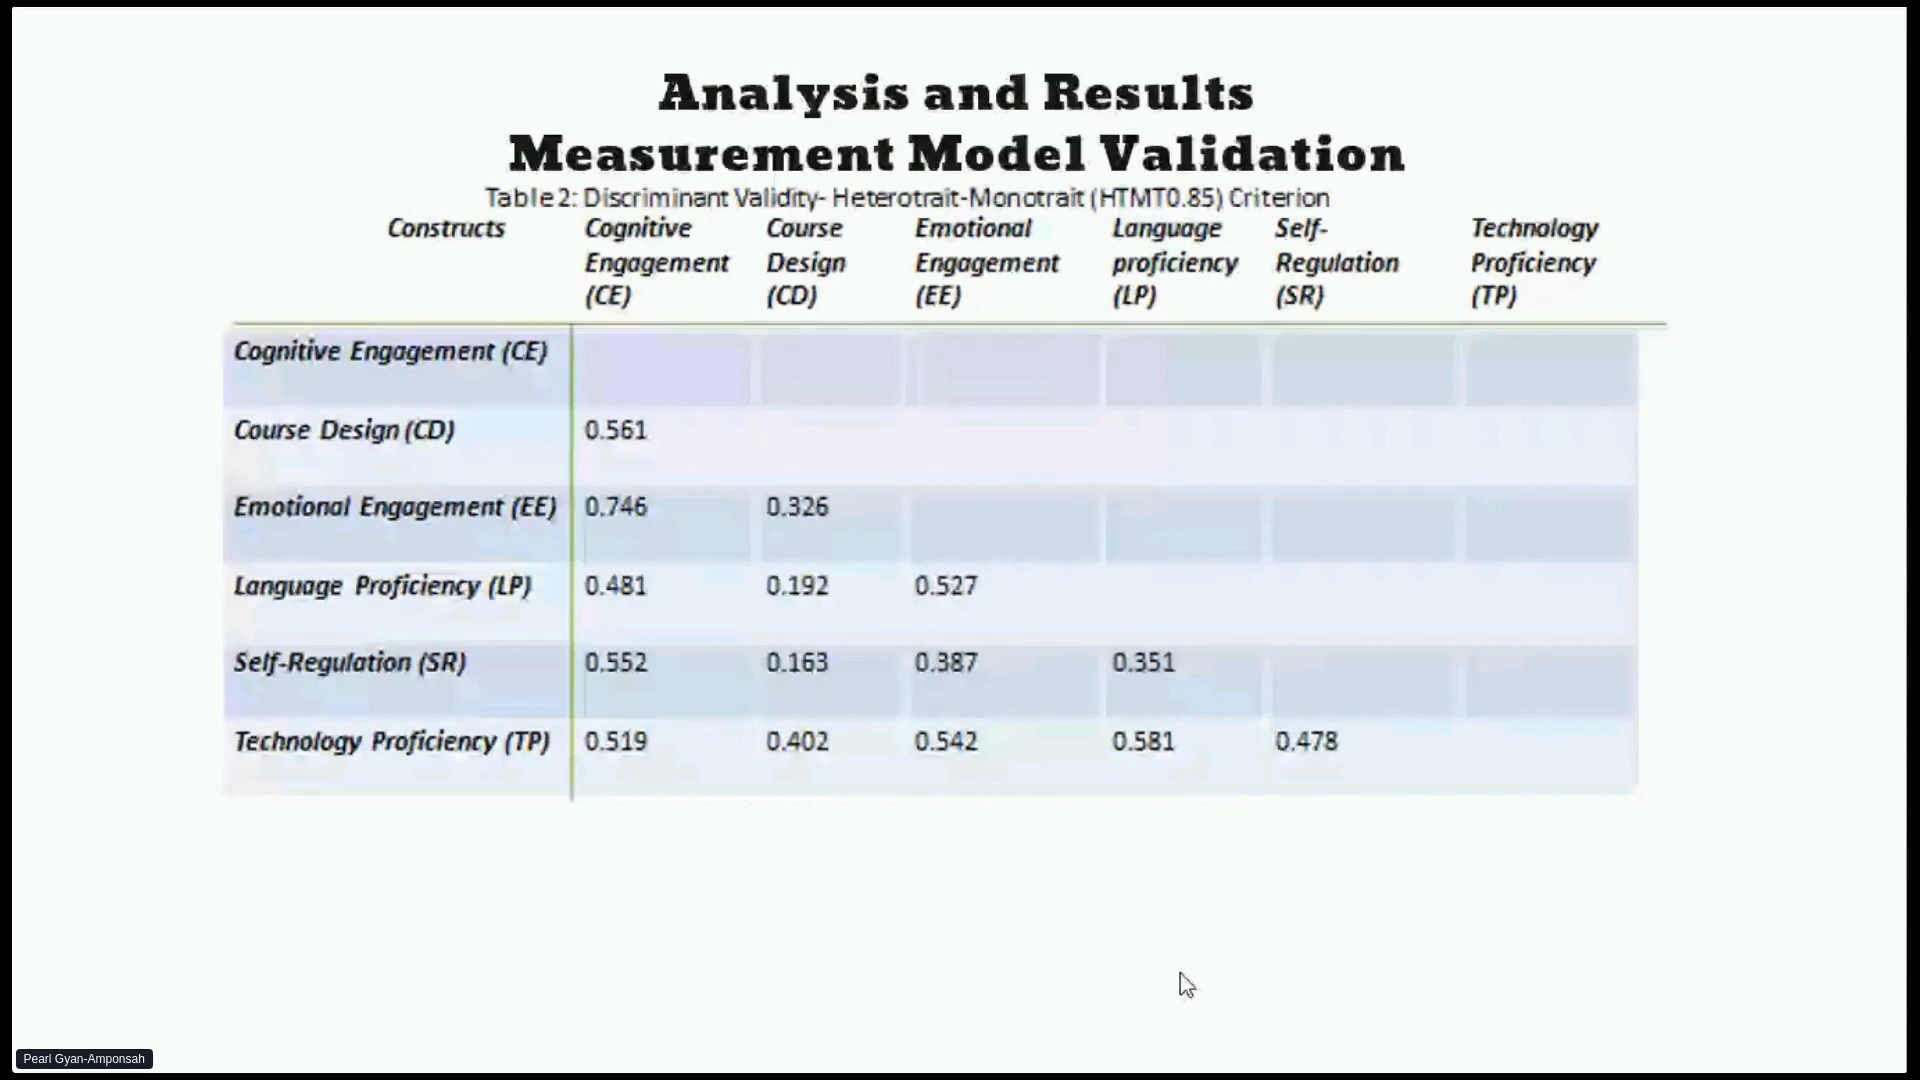 Analysis and Results
Measurement Model Validation
Table 2: Discriminant Validity- Heterotrait-Monotrait (HTMT0.85) Criterion
Constructs Cognitive Engagement (CE) Course Design (CD) Emotional Engagement (EE) Language proficiency (LP) Self-Regulation (SR) Technology Proficiency (TP)
Cognitive Engagement (CE)
Course Design (CD) 0.561
Emotional Engagement (EE) 0.746 0.326
Language Proficiency (LP) 0.481 0.192 0.527
Self-Regulation (SR) 0.552 0.163 0.387 0.351
Technology Proficiency (TP) 0.519 0.402 0.542 0.581 0.478
Pearl Gyan-Amponsah